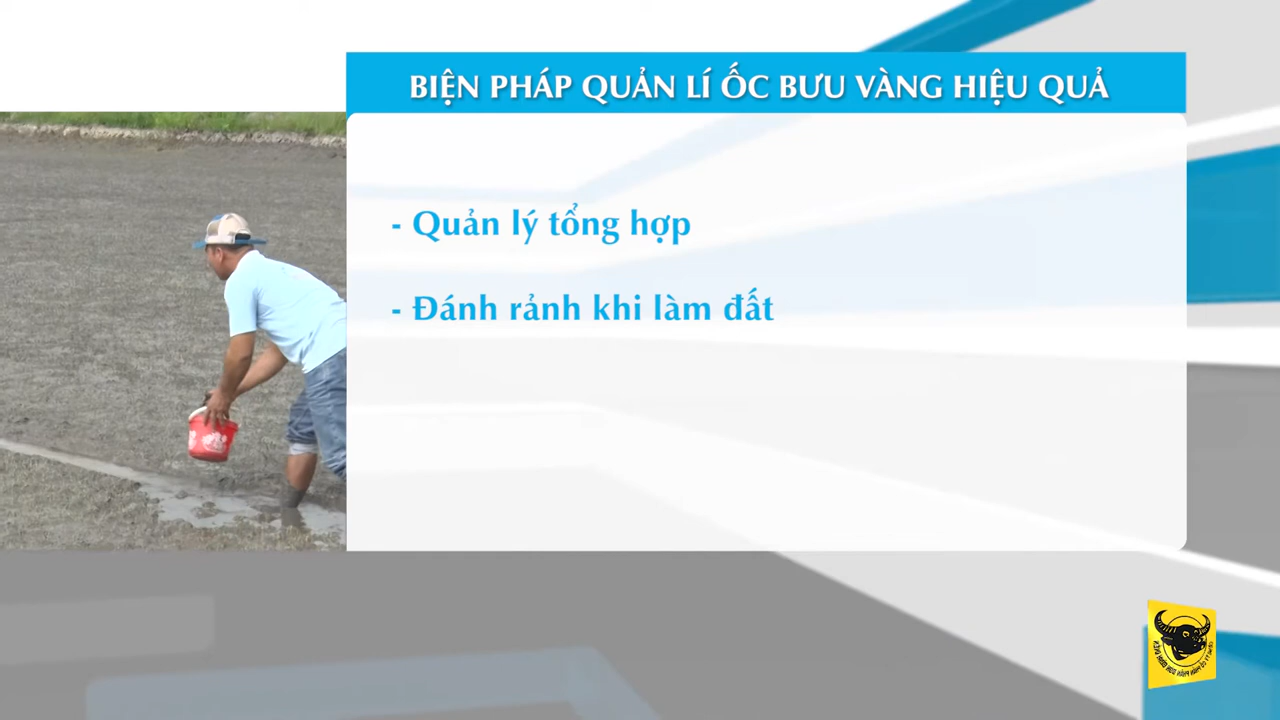 BIỆN PHÁP QUẢN LÍ ỐC BƯU VÀNG HIỆU QUẢ
- Quản lý tổng hợp
- Đánh rảnh khi làm đất